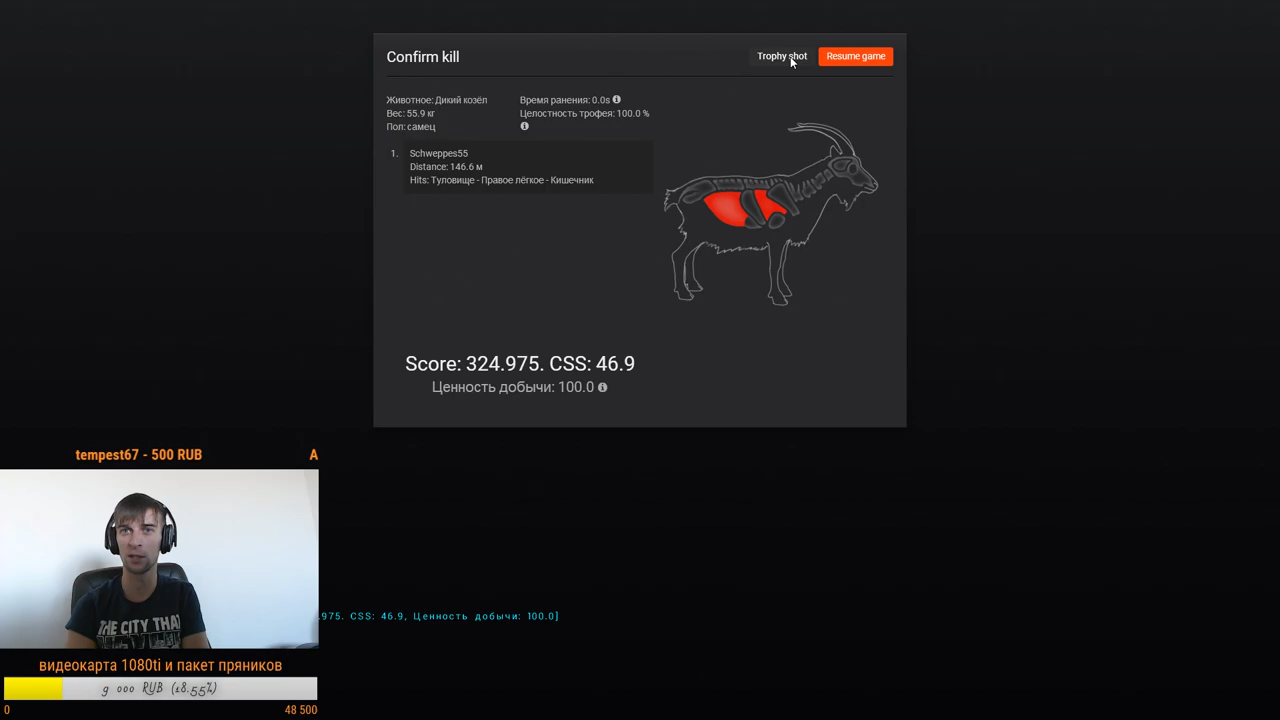 Confirm kill
Trophy shot
Resume game
Животное: Дикий козёл
Вес: 55.9 кг
Пол: самец
Время ранения: 0.0s
Целостность трофея: 100.0 %
1.
Schweppes55
Distance: 146.6 м
Hits: Туловище - Правое лёгкое - Кишечник
Score: 324.975. CSS: 46.9
Ценность добычи: 100.0
tempest67 - 500 RUB
А
THE CITY THAT
.975. CSS: 46.9, Ценность добычи: 100.0]
видеокарта 1080ti и пакет пряников
9 000 RUB (18.55%)
0
48 500